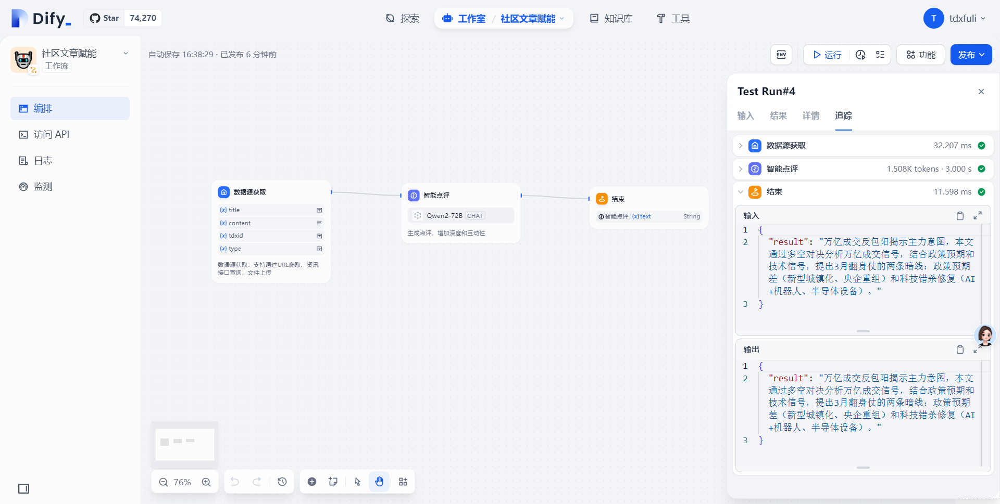 Dify_
Star 74,270
探索
工作室 / 社区文章赋能
知识库
工具
T tdxfuli
社区文章赋能
工作流
编排
访问 API
日志
监测
自动保存 16:38:29 · 已发布 6 分钟前
ENV
运行
功能
发布
数据源获取
{x} title
{x} content
{x} tdxid
{x} type
数据源获取：支持通过URL爬取、资讯
接口查询，文件上传
智能点评
Qwen2-72B CHAT
生成点评，增加深度和互动性
结束
智能点评 / {x} text String
76%
Test Run#4
输入 结果 详情 追踪
数据源获取 32.207 ms
智能点评 1.508K tokens · 3.000 s
结束 11.598 ms
输入
1 {
2 "result": "万亿成交反包阳揭示主力意图，本文
通过多空对决分析万亿成交信号，结合政策预期和
技术信号，提出3月翻身仗的两条暗线：政策预期
差（新型城镇化、央企重组）和科技错杀修复（AI
+机器人、半导体设备）。"
3 }
输出
1 {
2 "result": "万亿成交反包阳揭示主力意图，本文
通过多空对决分析万亿成交信号，结合政策预期和
技术信号，提出3月翻身仗的两条暗线：政策预期
差（新型城镇化、央企重组）和科技错杀修复（AI
+机器人、半导体设备）。"
3 }